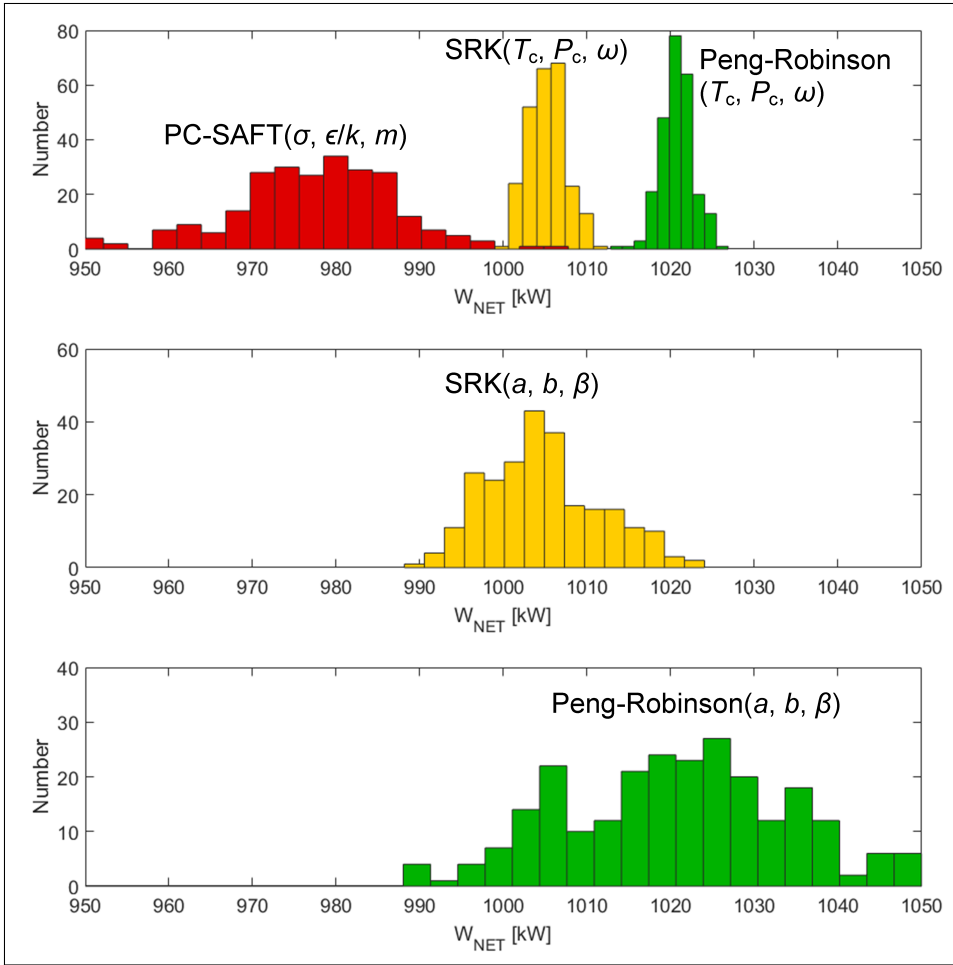 80
60
40
20
0
Number
PC-SAFT(σ, ϵ/k, m)
SRK(Tc, Pc, ω)
Peng-Robinson
(Tc, Pc, ω)
950 960 970 980 990 1000 1010 1020 1030 1040 1050
WNET [kW]
60
40
20
0
Number
SRK(a, b, β)
950 960 970 980 990 1000 1010 1020 1030 1040 1050
WNET [kW]
40
30
20
10
0
Number
Peng-Robinson(a, b, β)
950 960 970 980 990 1000 1010 1020 1030 1040 1050
WNET [kW]